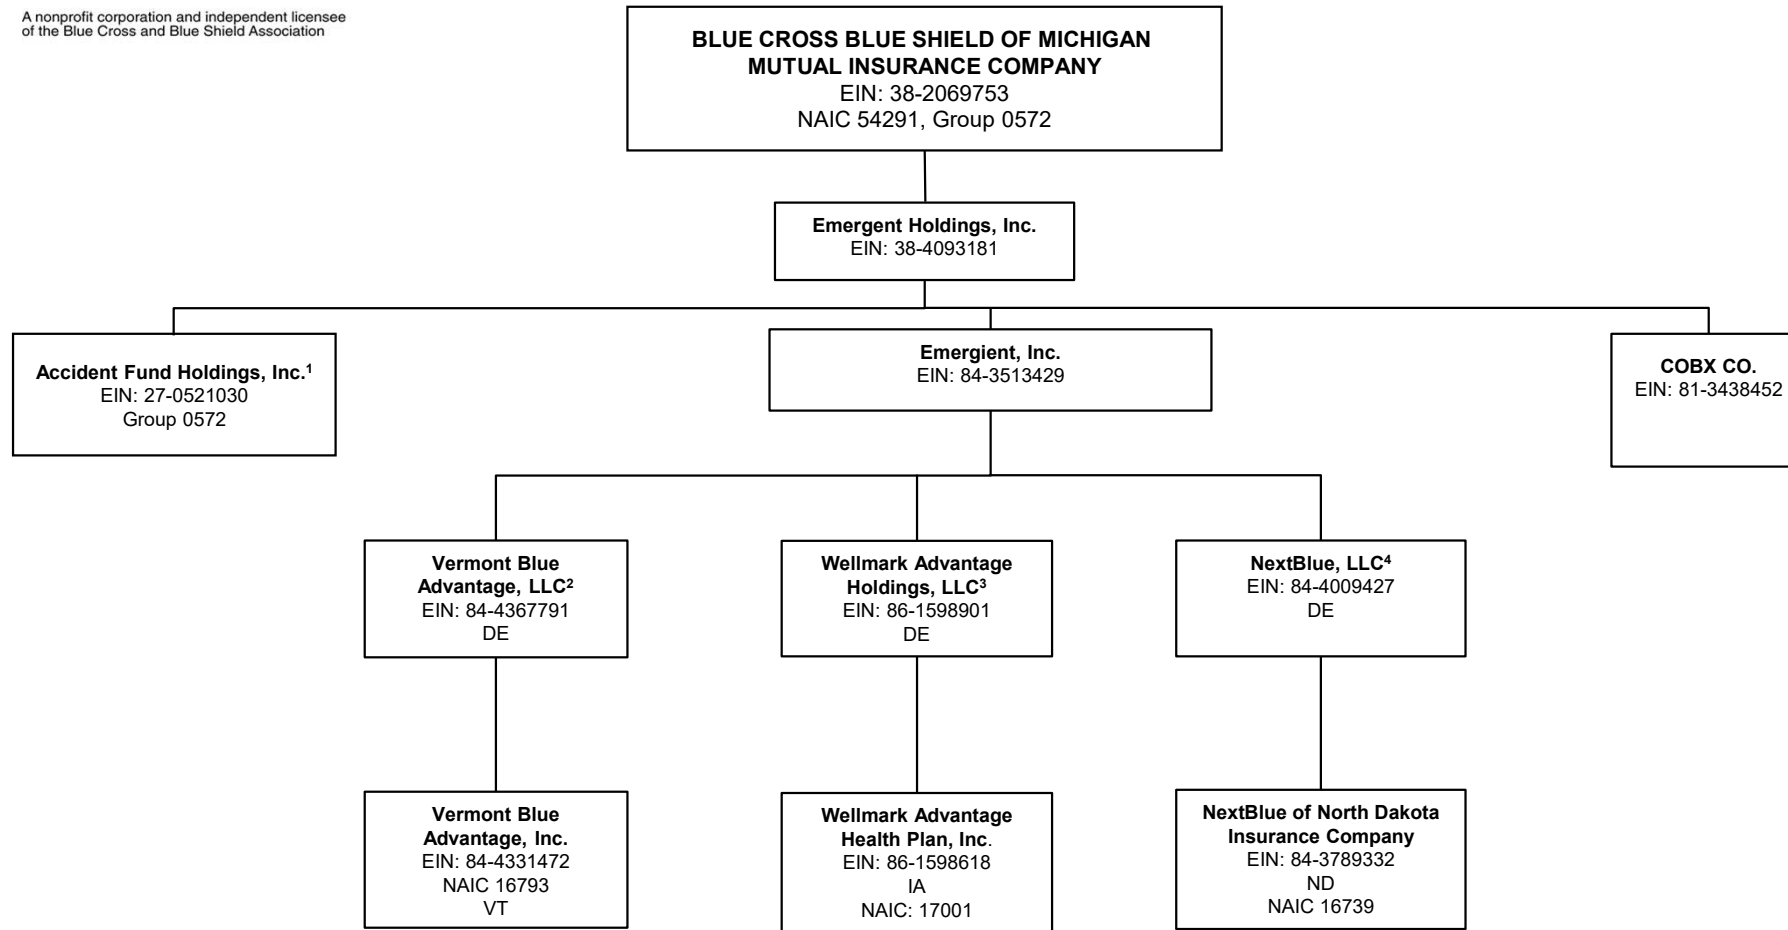 A nonprofit corporation and independent licensee
of the Blue Cross and Blue Shield Association
BLUE CROSS BLUE SHIELD OF MICHIGAN
MUTUAL INSURANCE COMPANY
EIN: 38-2069753
NAIC 54291, Group 0572
Emergent Holdings, Inc.
EIN: 38-4093181
Accident Fund Holdings, Inc.¹
EIN: 27-0521030
Group 0572
Emergient, Inc.
EIN: 84-3513429
COBX CO.
EIN: 81-3438452
Vermont Blue
Advantage, LLC²
EIN: 84-4367791
DE
Wellmark Advantage
Holdings, LLC³
EIN: 86-1598901
DE
NextBlue, LLC⁴
EIN: 84-4009427
DE
Vermont Blue
Advantage, Inc.
EIN: 84-4331472
NAIC 16793
VT
Wellmark Advantage
Health Plan, Inc.
EIN: 86-1598618
IA
NAIC: 17001
NextBlue of North Dakota
Insurance Company
EIN: 84-3789332
ND
NAIC 16739